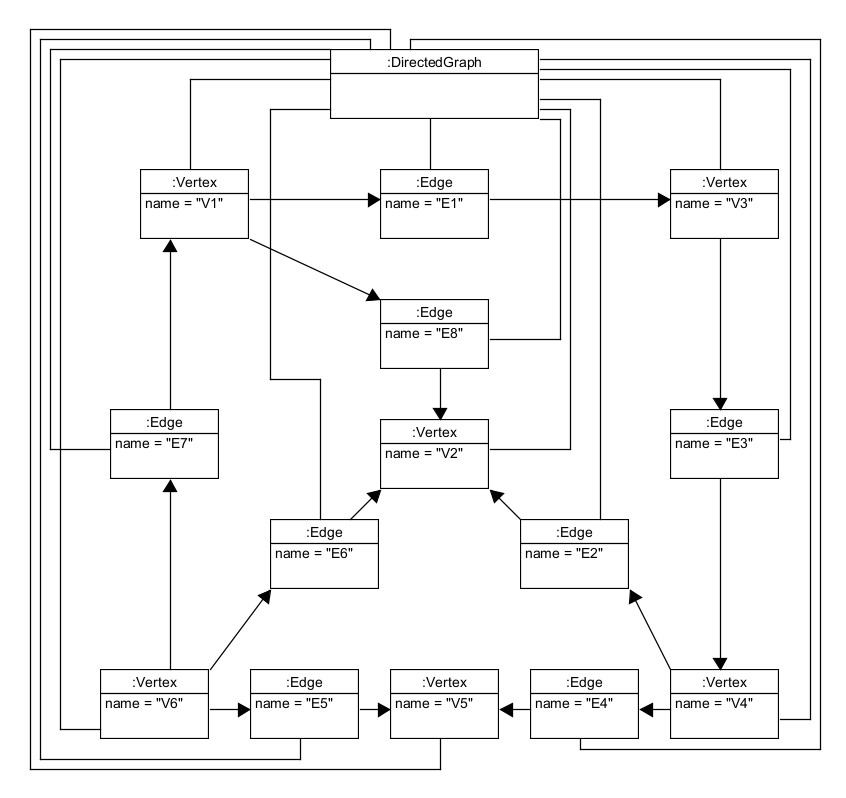 :DirectedGraph
:Vertex
name = "V1"
:Edge
name = "E1"
:Vertex
name = "V3"
:Edge
name = "E8"
:Edge
name = "E7"
:Vertex
name = "V2"
:Edge
name = "E3"
:Edge
name = "E6"
:Edge
name = "E2"
:Vertex
name = "V6"
:Edge
name = "E5"
:Vertex
name = "V5"
:Edge
name = "E4"
:Vertex
name = "V4"